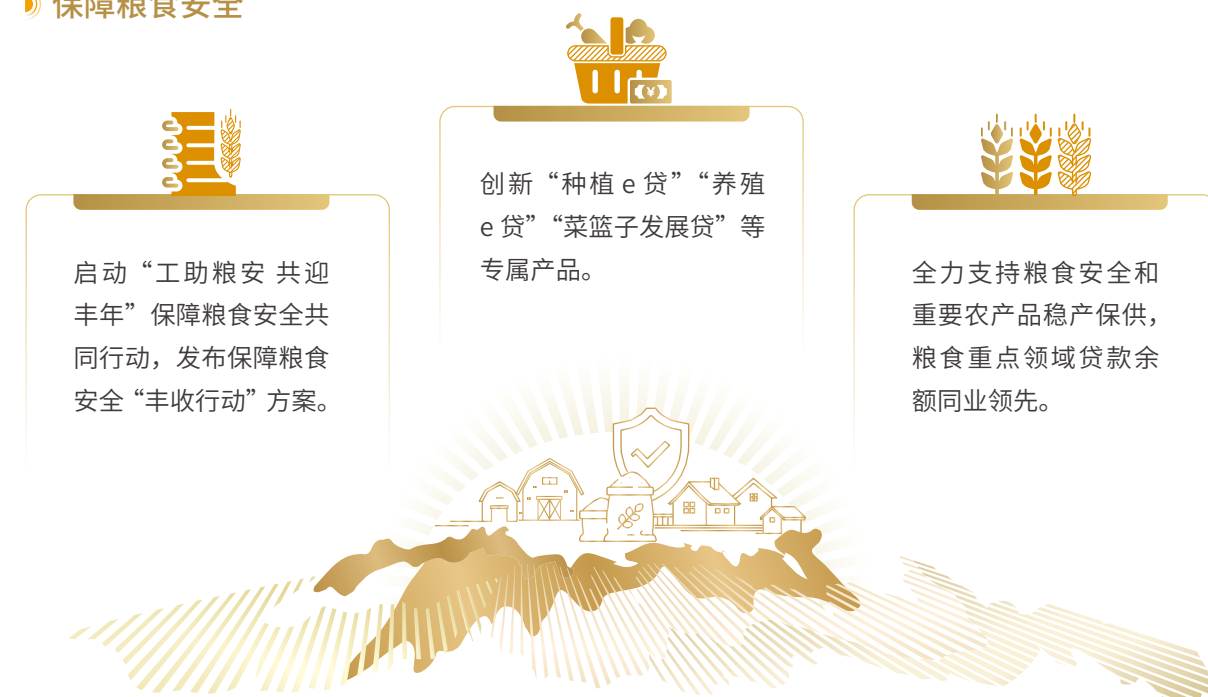 保障粮食安全
启动“工助粮安 共迎
丰年”保障粮食安全共
同行动，发布保障粮食
安全“丰收行动”方案。
创新“种植 e 贷”“养殖
e 贷”“菜篮子发展贷”等
专属产品。
¥
全力支持粮食安全和
重要农产品稳产保供，
粮食重点领域贷款余
额同业领先。